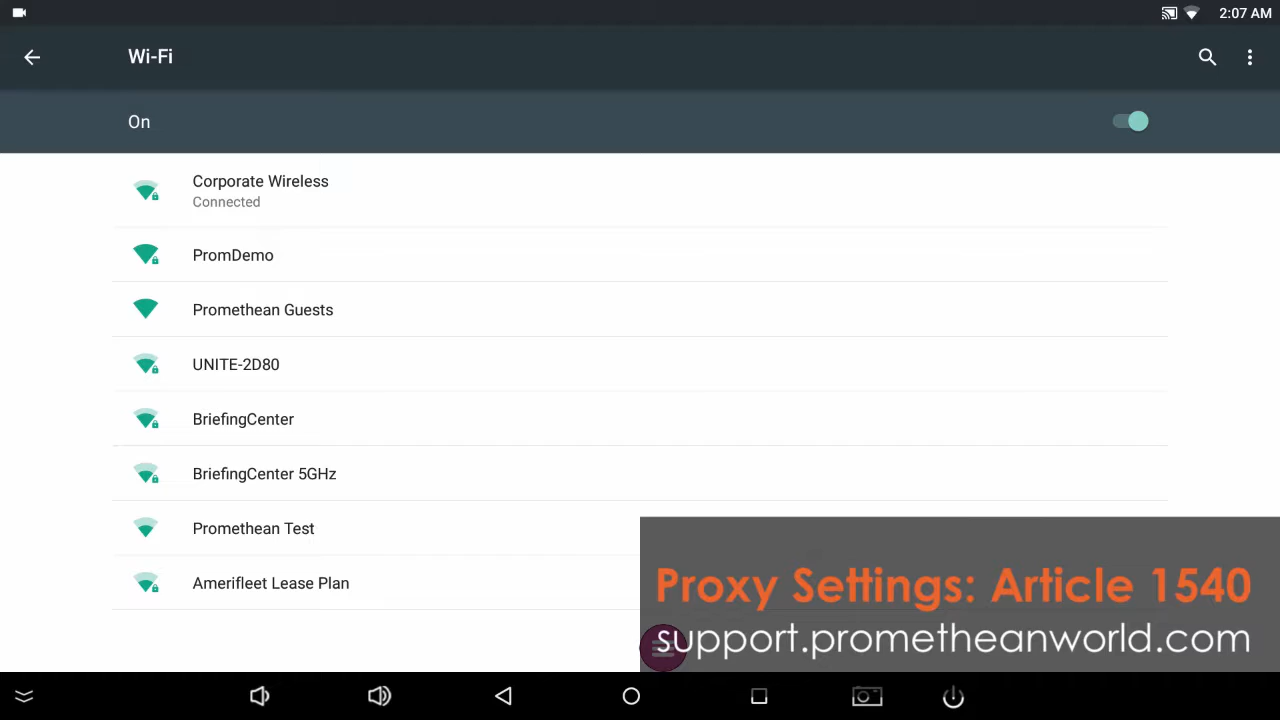 2:07 AM
Wi-Fi
On
Corporate Wireless
Connected
PromDemo
Promethean Guests
UNITE-2D80
BriefingCenter
BriefingCenter 5GHz
Promethean Test
Amerifleet Lease Plan
Proxy Settings: Article 1540
support.prometheanworld.com